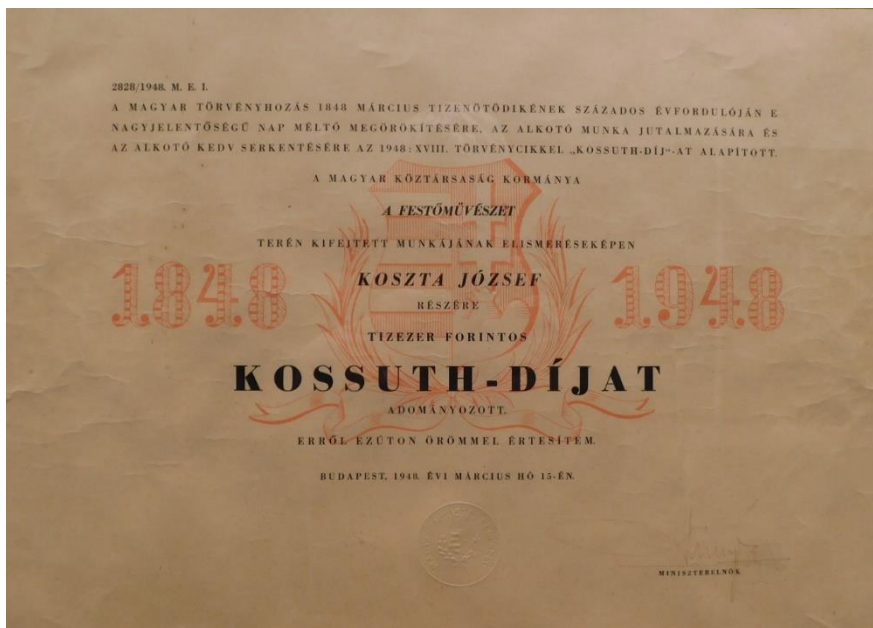 2828/1948. M. E. I.
A MAGYAR TÖRVÉNYHOZÁS 1848 MÁRCIUS TIZENÖTÖDIKÉNEK SZÁZADOS ÉVFORDULÓJÁN E
NAGYJELENTŐSÉGŰ NAP MÉLTÓ MEGÖRÖKÍTÉSÉRE, AZ ALKOTÓ MUNKA JUTALMAZÁSÁRA ÉS
AZ ALKOTÓ KEDV SERKENTÉSÉRE AZ 1948: XVIII. TÖRVÉNYCIKKEL „KOSSUTH-DÍJ“-AT ALAPÍTOTT.
A MAGYAR KÖZTÁRSASÁG KORMÁNYA
A FESTŐMŰVÉSZET
TERÉN KIFEJTETT MUNKÁJÁNAK ELISMERÉSEKÉPEN
KOSZTA JÓZSEF
1848 1948
RÉSZÉRE
TIZEZER FORINTOS
KOSSUTH-DÍJAT
ADOMÁNYOZOTT.
ERRŐL EZÚTON ÖRÖMMEL ÉRTESÍTEM.
BUDAPEST, 1948. ÉVI MÁRCIUS HÓ 15-ÉN.
MINISZTERELNÖK